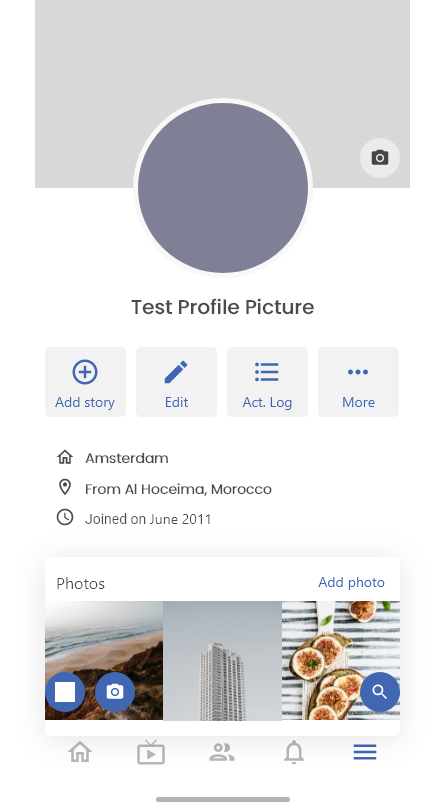 Test Profile Picture
Add story Edit Act. Log More
Amsterdam
From Al Hoceima, Morocco
Joined on June 2011
Photos Add photo